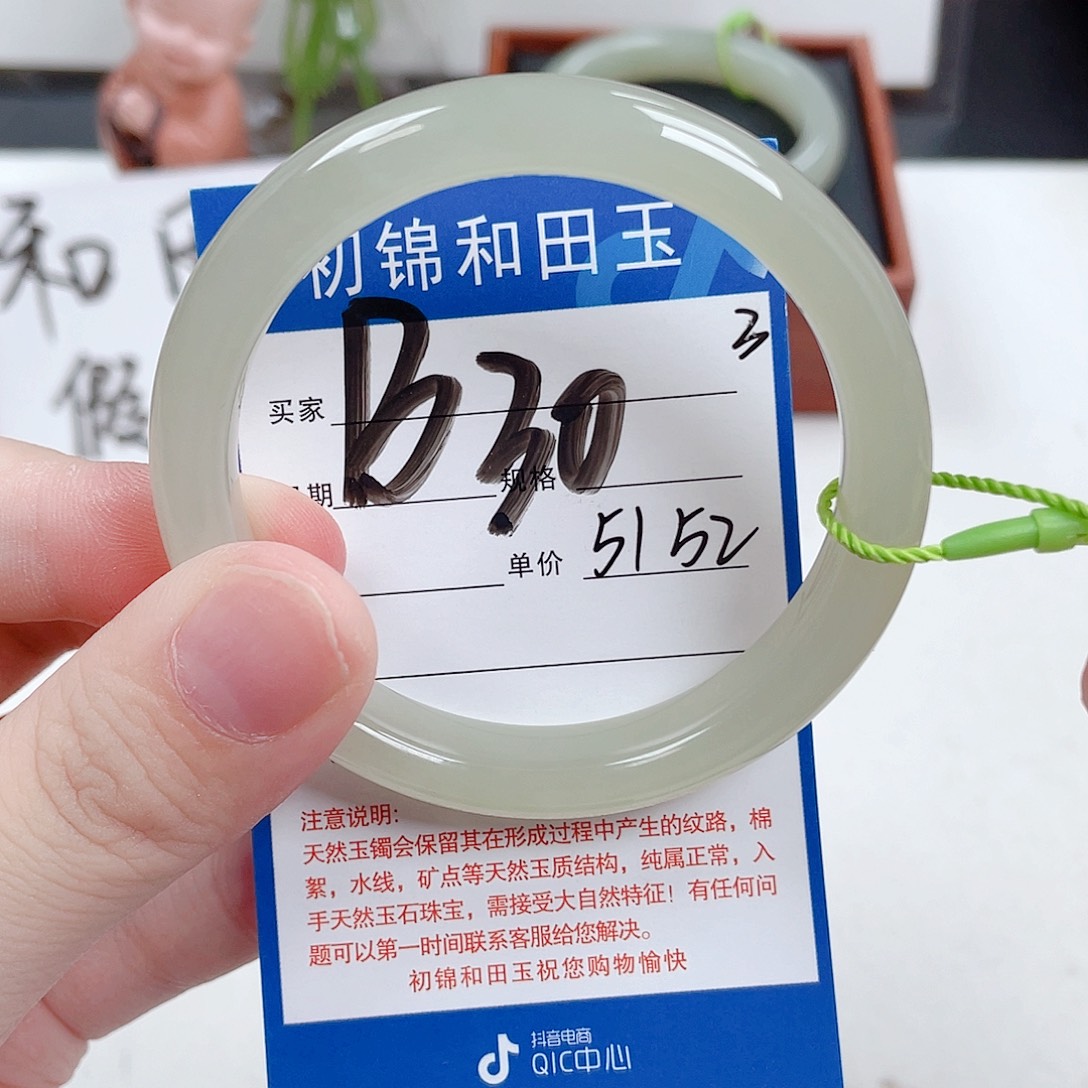 初锦和田玉
3
买家 B30
期 规格
单价 51 52
注意说明:
天然玉镯会保留其在形成过程中产生的纹路，棉
絮，水线，矿点等天然玉质结构，纯属正常，入
手天然玉石珠宝，需接受大自然特征！有任何问
题可以第一时间联系客服给您解决。
初锦和田玉祝您购物愉快
抖音电商
QIC中心
和 田
假